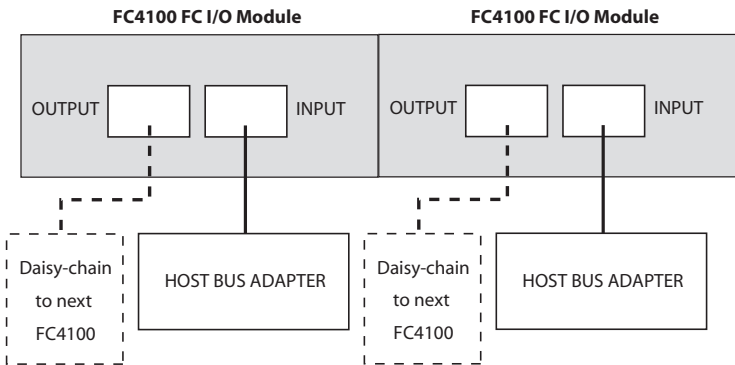 FC4100 FC I/O Module
FC4100 FC I/O Module
OUTPUT
INPUT
OUTPUT
INPUT
Daisy-chain
to next
FC4100
HOST BUS ADAPTER
Daisy-chain
to next
FC4100
HOST BUS ADAPTER